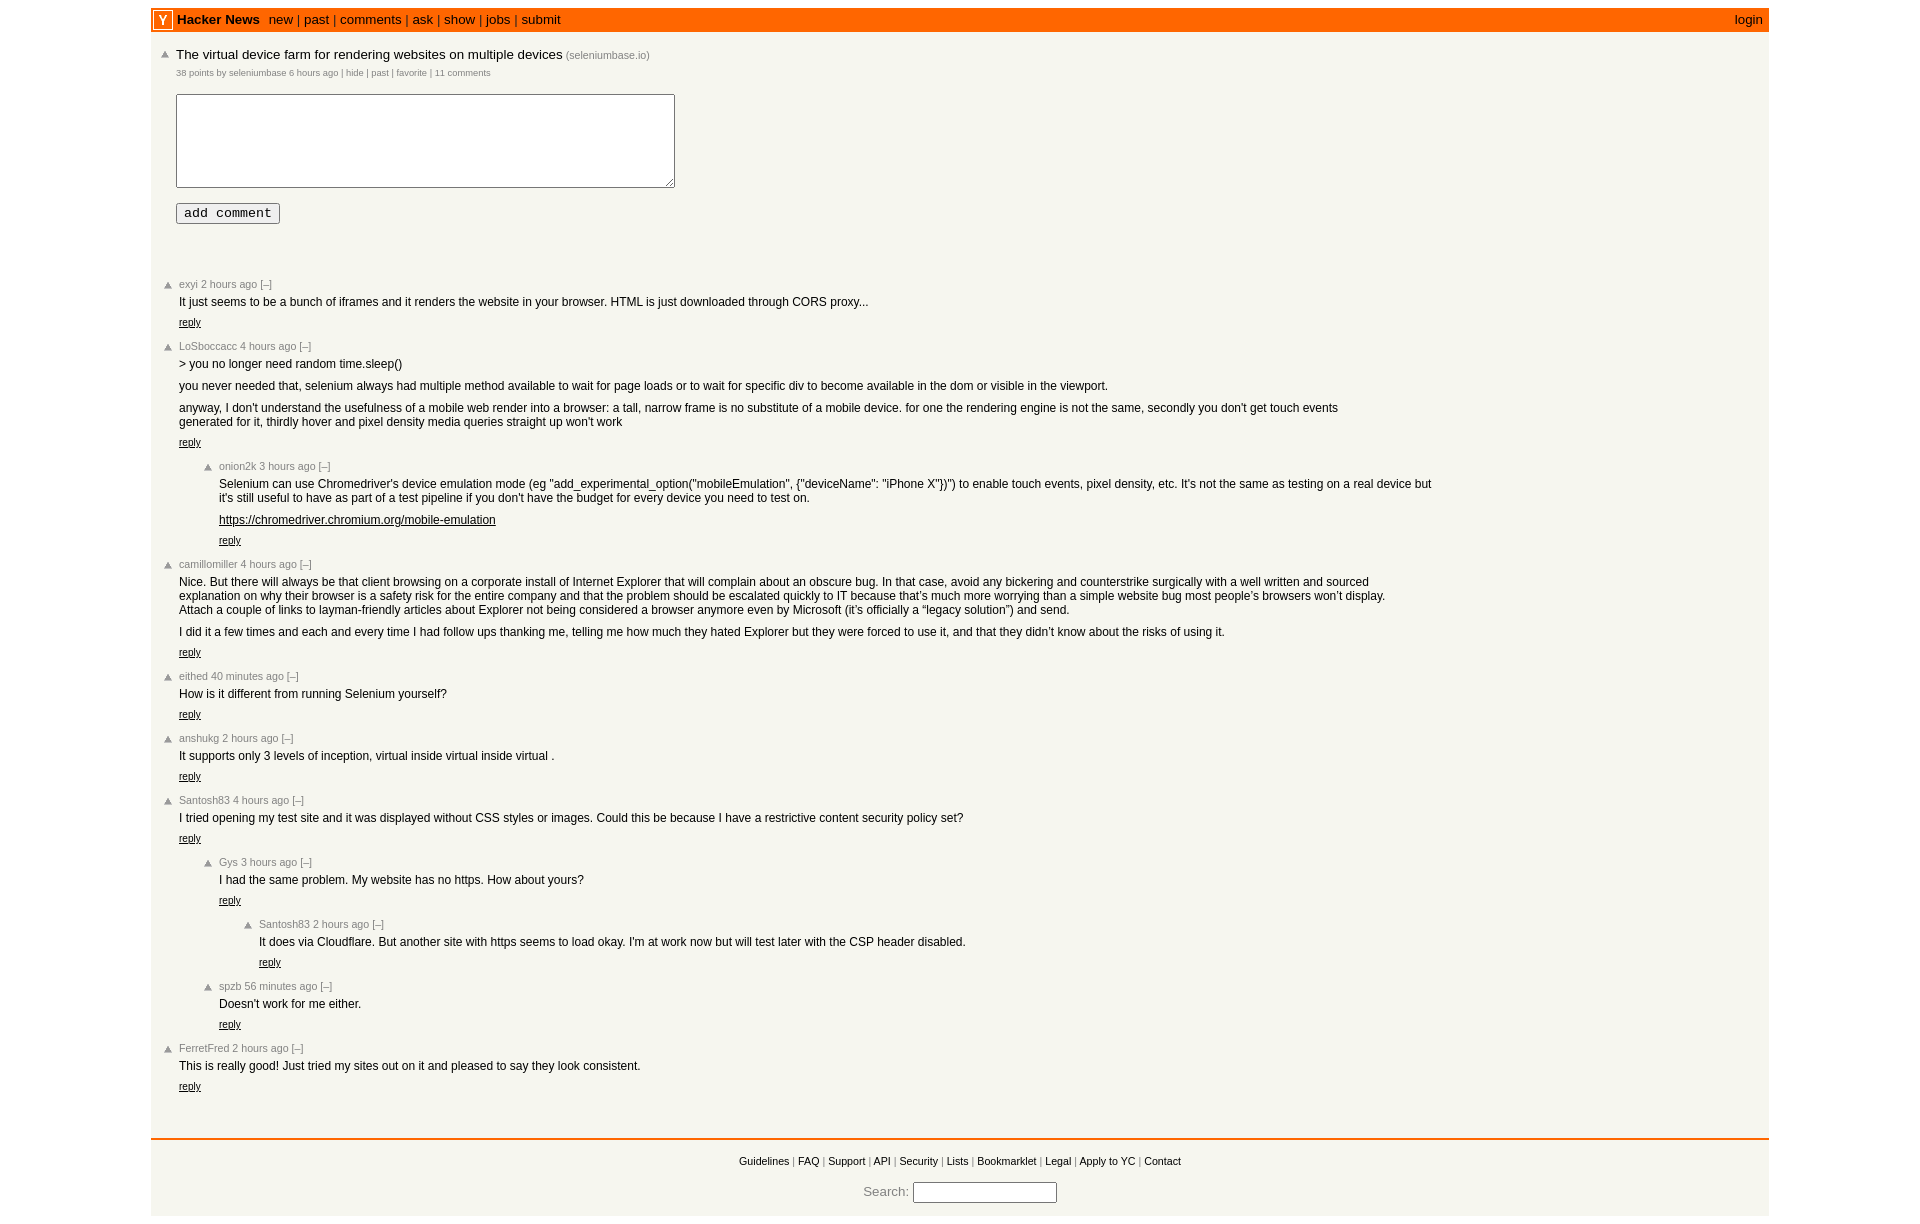 Y Hacker News new | past | comments | ask | show | jobs | submit login
The virtual device farm for rendering websites on multiple devices (seleniumbase.io)
38 points by seleniumbase 6 hours ago | hide | past | favorite | 11 comments
add comment
exyi 2 hours ago [–]
It just seems to be a bunch of iframes and it renders the website in your browser. HTML is just downloaded through CORS proxy...
reply
LoSboccacc 4 hours ago [–]
> you no longer need random time.sleep()
you never needed that, selenium always had multiple method available to wait for page loads or to wait for specific div to become available in the dom or visible in the viewport.
anyway, I don't understand the usefulness of a mobile web render into a browser: a tall, narrow frame is no substitute of a mobile device. for one the rendering engine is not the same, secondly you don't get touch events
generated for it, thirdly hover and pixel density media queries straight up won't work
reply
onion2k 3 hours ago [–]
Selenium can use Chromedriver's device emulation mode (eg "add_experimental_option("mobileEmulation", {"deviceName": "iPhone X"})") to enable touch events, pixel density, etc. It's not the same as testing on a real device but
it's still useful to have as part of a test pipeline if you don't have the budget for every device you need to test on.
https://chromedriver.chromium.org/mobile-emulation
reply
camillomiller 4 hours ago [–]
Nice. But there will always be that client browsing on a corporate install of Internet Explorer that will complain about an obscure bug. In that case, avoid any bickering and counterstrike surgically with a well written and sourced
explanation on why their browser is a safety risk for the entire company and that the problem should be escalated quickly to IT because that’s much more worrying than a simple website bug most people’s browsers won’t display.
Attach a couple of links to layman-friendly articles about Explorer not being considered a browser anymore even by Microsoft (it’s officially a “legacy solution”) and send.
I did it a few times and each and every time I had follow ups thanking me, telling me how much they hated Explorer but they were forced to use it, and that they didn’t know about the risks of using it.
reply
eithed 40 minutes ago [–]
How is it different from running Selenium yourself?
reply
anshukg 2 hours ago [–]
It supports only 3 levels of inception, virtual inside virtual inside virtual .
reply
Santosh83 4 hours ago [–]
I tried opening my test site and it was displayed without CSS styles or images. Could this be because I have a restrictive content security policy set?
reply
Gys 3 hours ago [–]
I had the same problem. My website has no https. How about yours?
reply
Santosh83 2 hours ago [–]
It does via Cloudflare. But another site with https seems to load okay. I'm at work now but will test later with the CSP header disabled.
reply
spzb 56 minutes ago [–]
Doesn't work for me either.
reply
FerretFred 2 hours ago [–]
This is really good! Just tried my sites out on it and pleased to say they look consistent.
reply
Guidelines | FAQ | Support | API | Security | Lists | Bookmarklet | Legal | Apply to YC | Contact
Search: